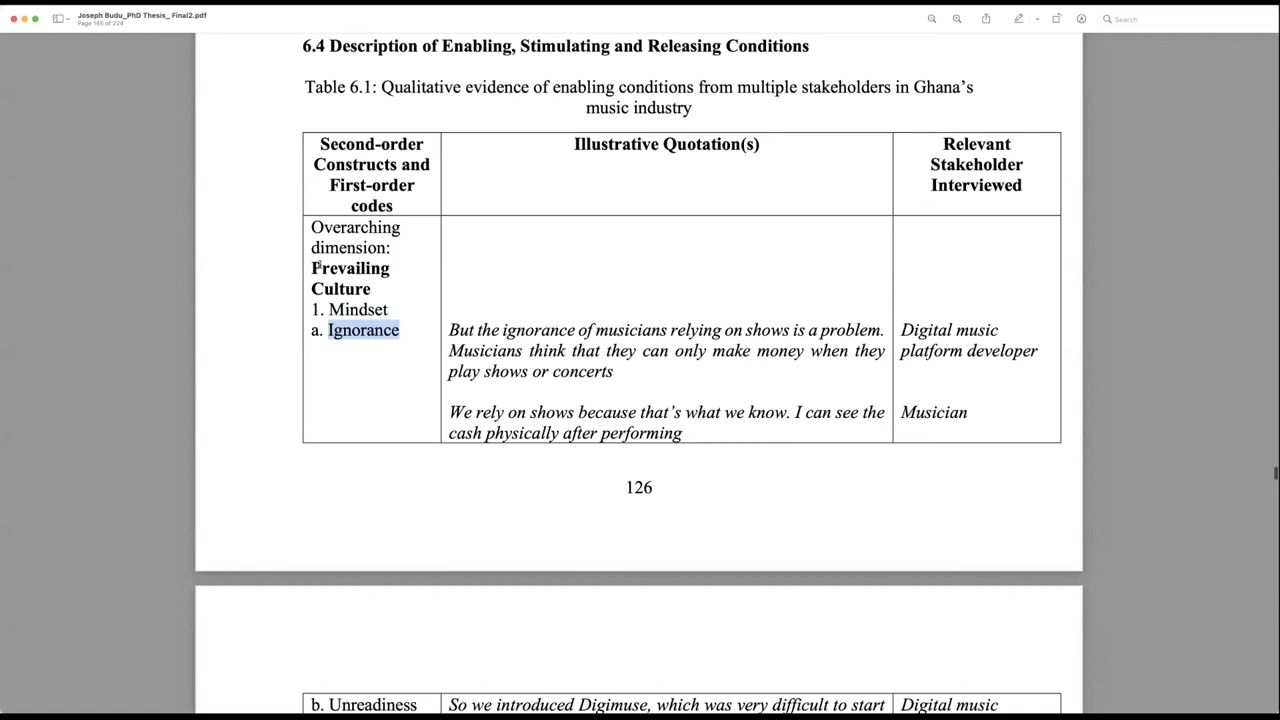 Joseph Budu_PhD Thesis_ Final2.pdf
Page 145 of 224
Search
6.4 Description of Enabling, Stimulating and Releasing Conditions
Table 6.1: Qualitative evidence of enabling conditions from multiple stakeholders in Ghana’s
music industry
Second-order
Constructs and
First-order
codes
Illustrative Quotation(s)
Relevant
Stakeholder
Interviewed
Overarching
dimension:
Prevailing
Culture
1. Mindset
a. Ignorance
But the ignorance of musicians relying on shows is a problem.
Musicians think that they can only make money when they
play shows or concerts
Digital music
platform developer
We rely on shows because that’s what we know. I can see the
cash physically after performing
Musician
126
b. Unreadiness
So we introduced Digimuse, which was very difficult to start
Digital music